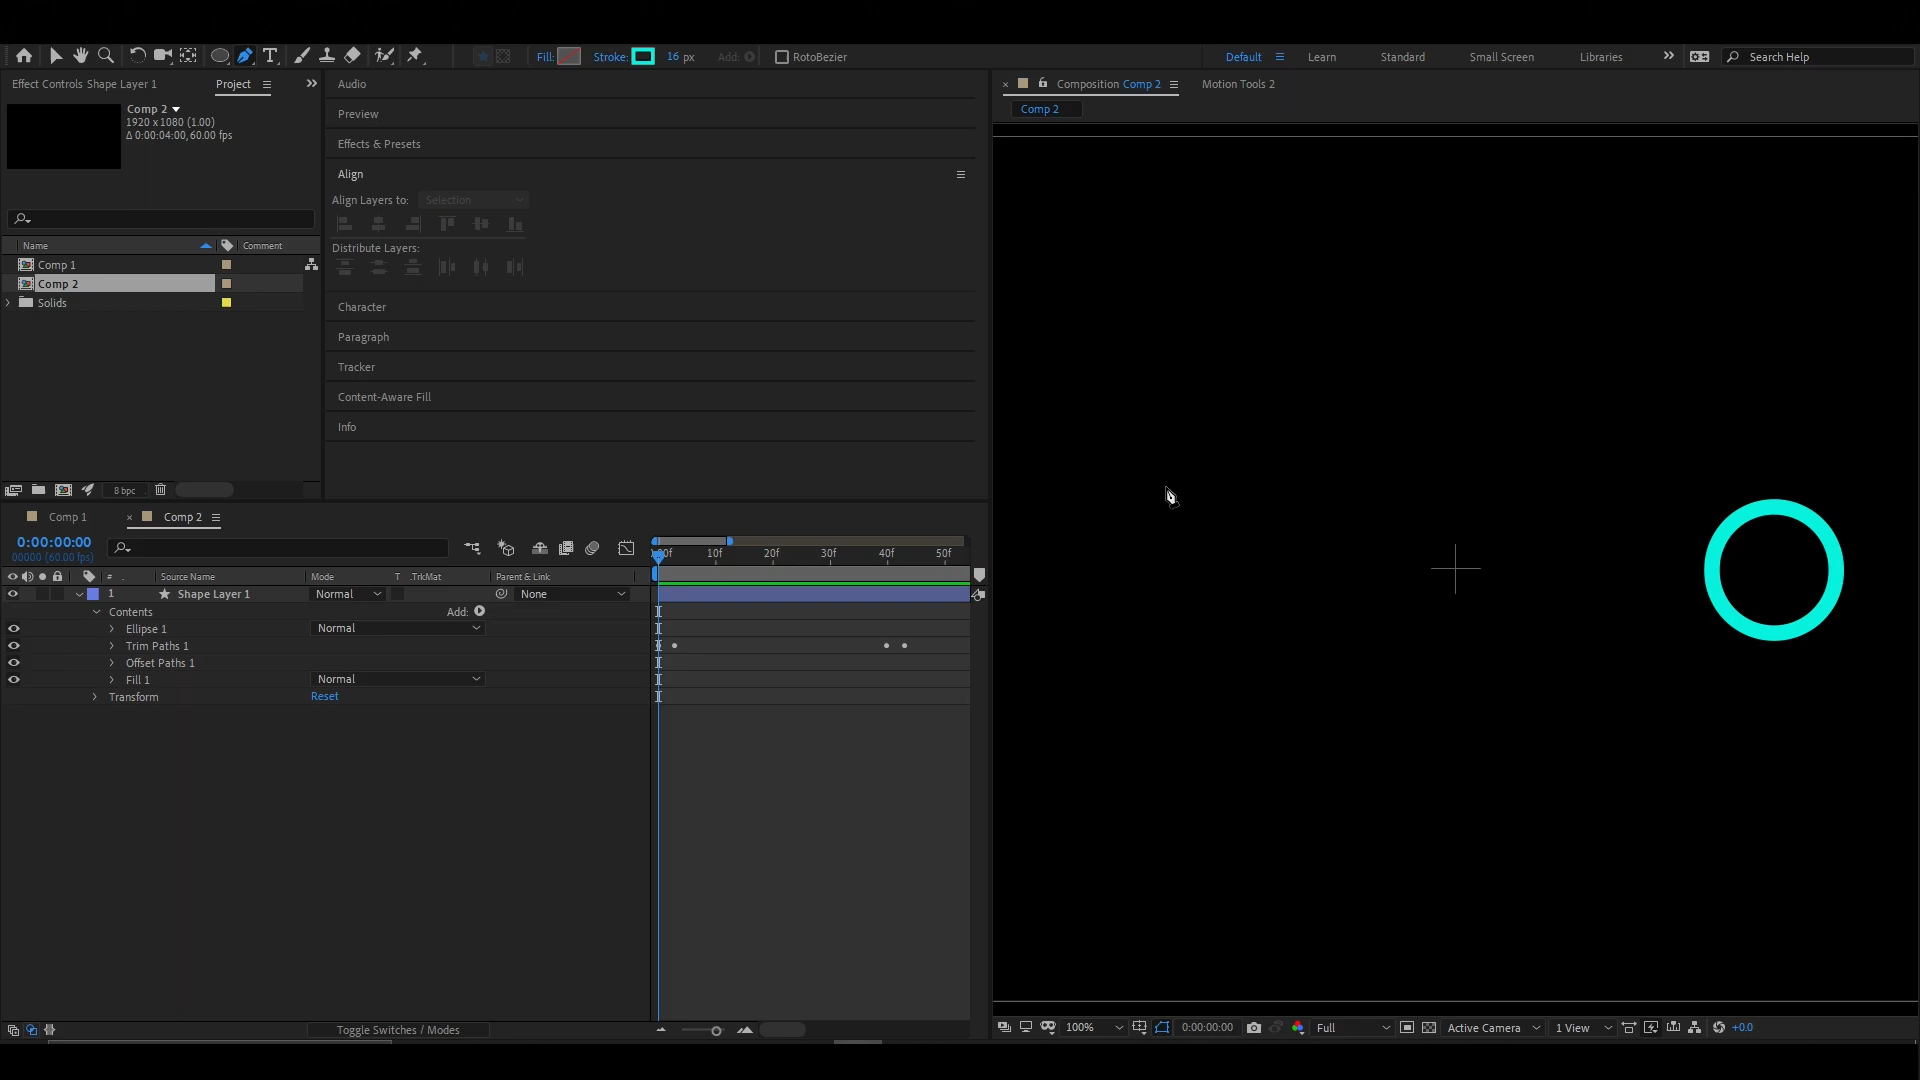 Fill:
Stroke:
16 px
Add:
RotoBezier
Default
Learn
Standard
Small Screen
Libraries
Search Help
Effect Controls Shape Layer 1
Project
Comp 2
1920 x 1080 (1.00)
Δ 0:00:04:00, 60.00 fps
Name
Comment
Comp 1
Comp 2
Solids
8 bpc
Audio
Preview
Effects & Presets
Align
Align Layers to:
Selection
Distribute Layers:
Character
Paragraph
Tracker
Content-Aware Fill
Info
Composition Comp 2
Motion Tools 2
Comp 2
Comp 1
Comp 2
0:00:00:00
00000 (60.00 fps)
10f
20f
30f
40f
50f
#
Source Name
Mode
T .TrkMat
Parent & Link
1
Shape Layer 1
Normal
None
Contents
Add:
Ellipse 1
Normal
Trim Paths 1
Offset Paths 1
Fill 1
Normal
Transform
Reset
Toggle Switches / Modes
100%
0:00:00:00
Full
Active Camera
1 View
+0.0